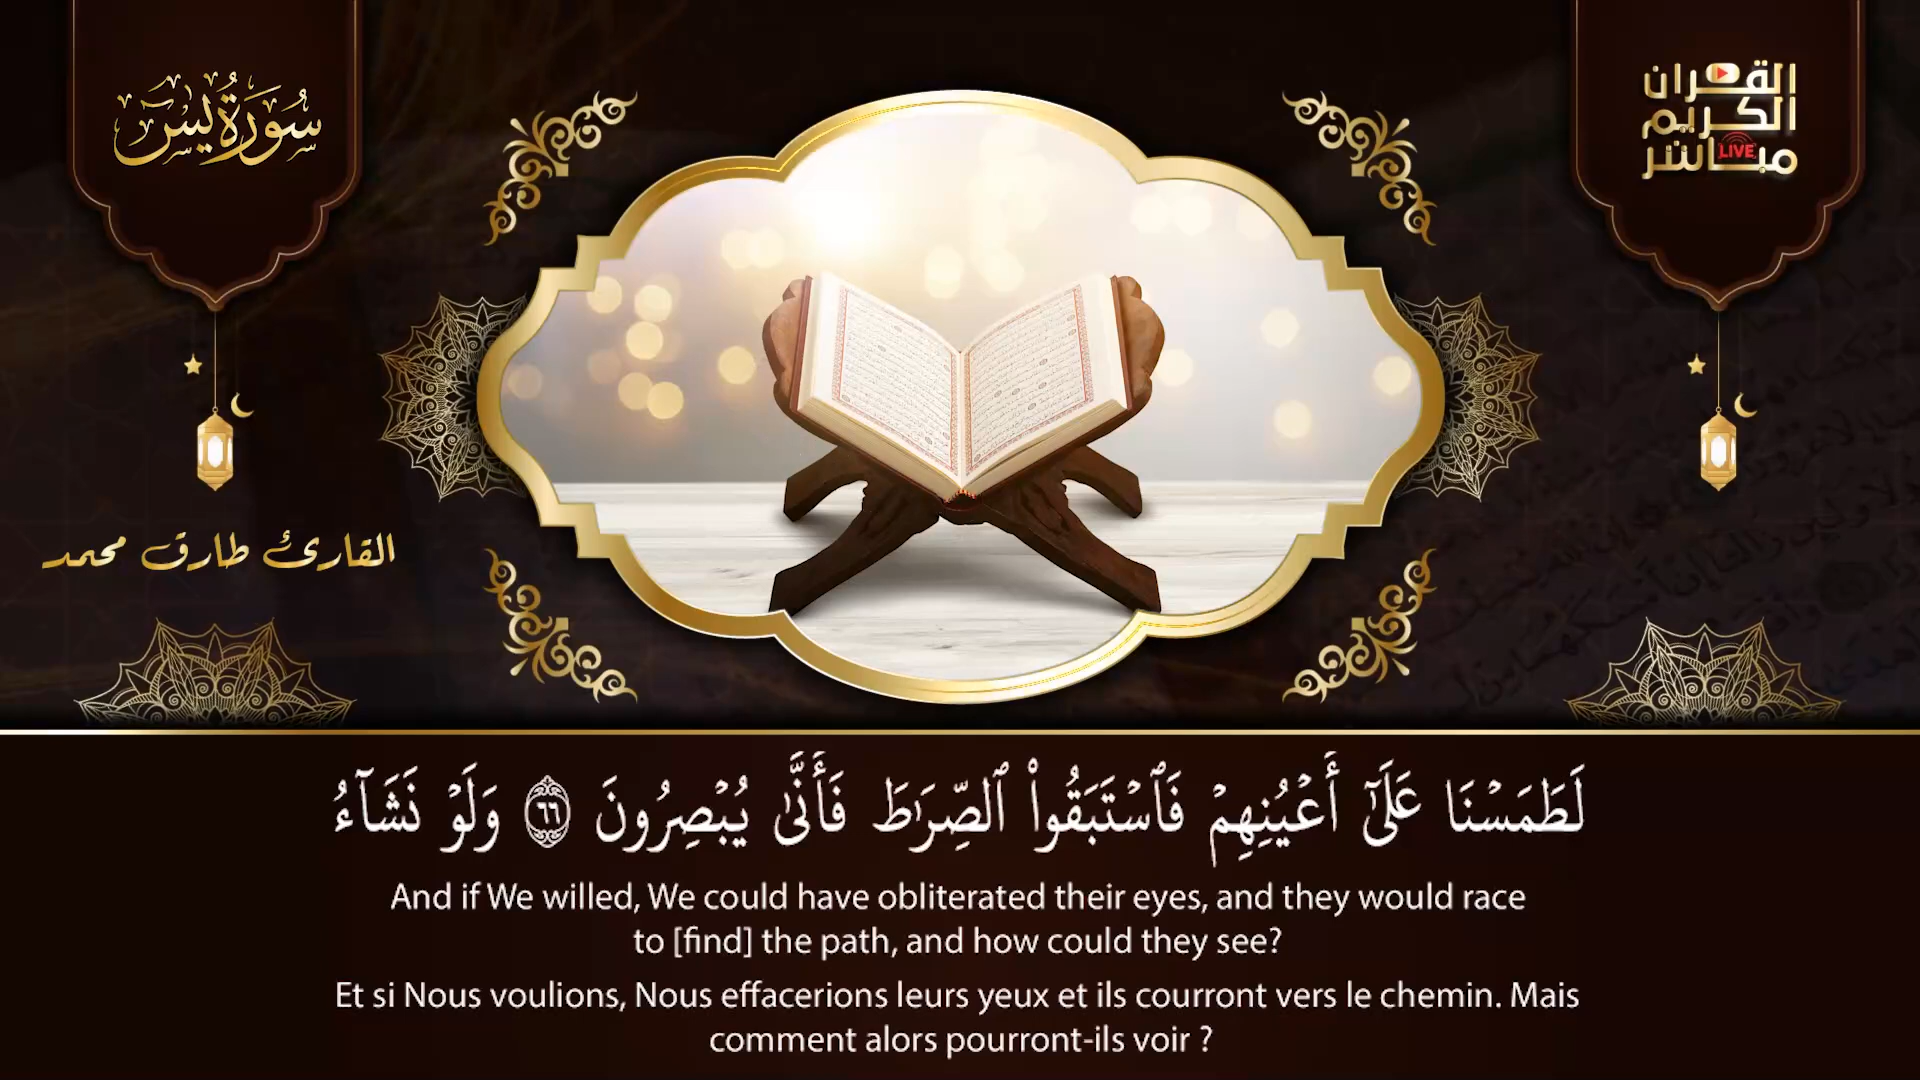 سُورَةُ يسٓ
القرآن
الكريم
مباشر
LIVE
القارئ طارق محمد
لَطَمَسۡنَا عَلَىٰٓ أَعۡيُنِهِمۡ فَٱسۡتَبَقُواْ ٱلصِّرَٰطَ فَأَنَّىٰ يُبۡصِرُونَ ٦٦ وَلَوۡ نَشَآءُ
And if We willed, We could have obliterated their eyes, and they would race
to [find] the path, and how could they see?
Et si Nous voulions, Nous effacerions leurs yeux et ils courront vers le chemin. Mais
comment alors pourront-ils voir ?